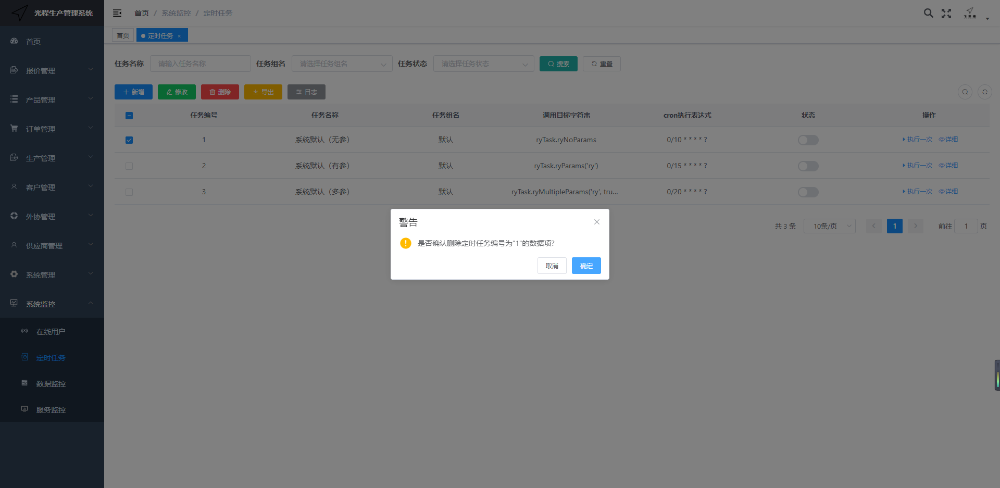 光程生产管理系统
首页 / 系统监控 / 定时任务
首页
定时任务 ×
首页
报价管理
产品管理
订单管理
生产管理
客户管理
外协管理
供应商管理
系统管理
系统监控
在线用户
定时任务
数据监控
服务监控
任务名称 请输入任务名称 任务组名 请选择任务组名 任务状态 请选择任务状态 搜索 重置
新增 修改 删除 导出 日志
任务编号 任务名称 任务组名 调用目标字符串 cron执行表达式 状态 操作
1 系统默认（无参） 默认 ryTask.ryNoParams 0/10 * * * * ? 执行一次 详细
2 系统默认（有参） 默认 ryTask.ryParams('ry') 0/15 * * * * ? 执行一次 详细
3 系统默认（多参） 默认 ryTask.ryMultipleParams('ry', tru... 0/20 * * * * ? 执行一次 详细
共 3 条 10条/页 1 前往 1 页
警告
是否确认删除定时任务编号为"1"的数据项?
取消 确定